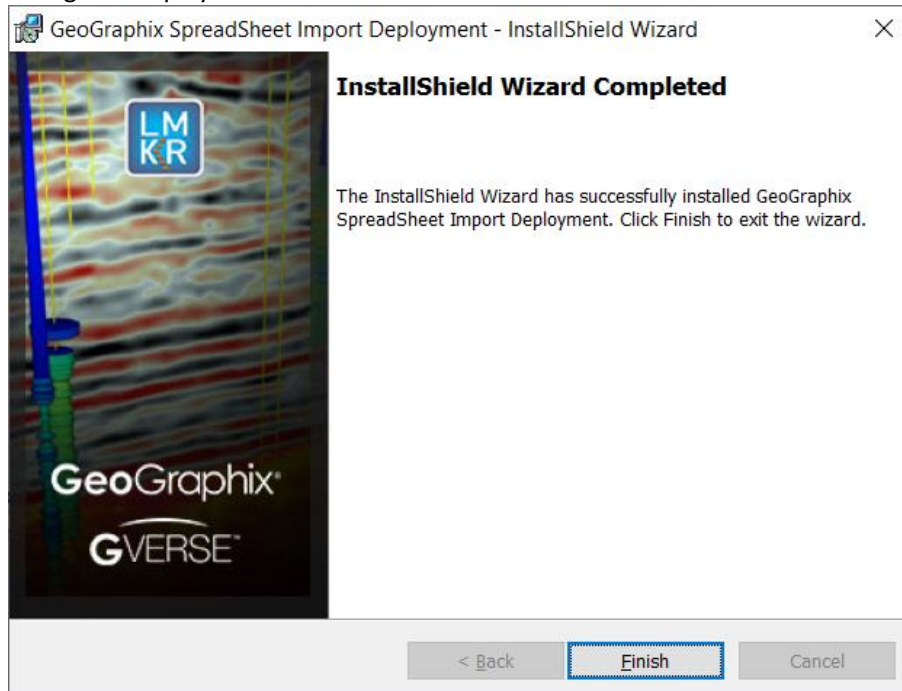 GeoGraphix SpreadSheet Import Deployment - InstallShield Wizard
LM
KR
InstallShield Wizard Completed
The InstallShield Wizard has successfully installed GeoGraphix
SpreadSheet Import Deployment. Click Finish to exit the wizard.
GeoGraphix®
GVERSE™
< Back
Finish
Cancel